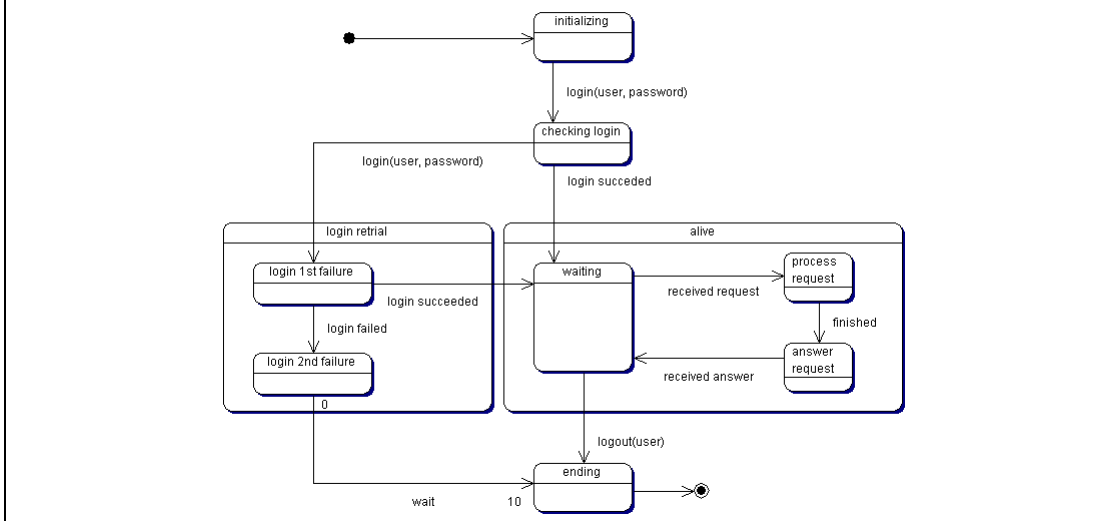 initializing
login(user, password)
checking login
login(user, password)
login succeded
login retrial
alive
login 1st failure
waiting
process
request
login succeeded
received request
login failed
finished
login 2nd failure
answer
request
received answer
0
logout(user)
ending
wait
10